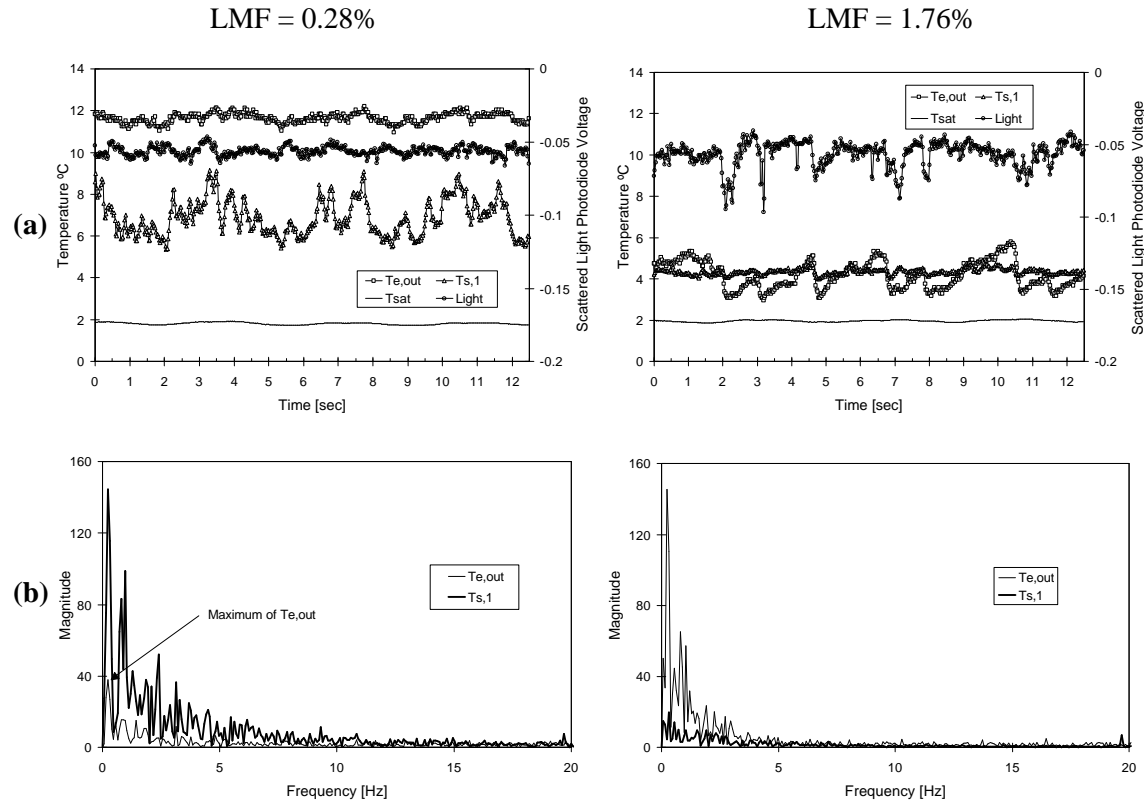 LMF = 0.28%
LMF = 1.76%
(a)
Temperature ºC
14
12
10
8
6
4
2
0
0
-0.05
-0.1
-0.15
-0.2
Scattered Light Photodiode Voltage
Te,out Ts,1
Tsat Light
0 1 2 3 4 5 6 7 8 9 10 11 12
Time [sec]
Temperature ºC
14
12
10
8
6
4
2
0
0
-0.05
-0.1
-0.15
-0.2
Scattered Light Photodiode Voltage
Te,out Ts,1
Tsat Light
0 1 2 3 4 5 6 7 8 9 10 11 12
Time [sec]
(b)
Magnitude
160
120
80
40
0
Te,out
Ts,1
Maximum of Te,out
0 5 10 15 20
Frequency [Hz]
Magnitude
160
120
80
40
0
Te,out
Ts,1
0 5 10 15 20
Frequency [Hz]